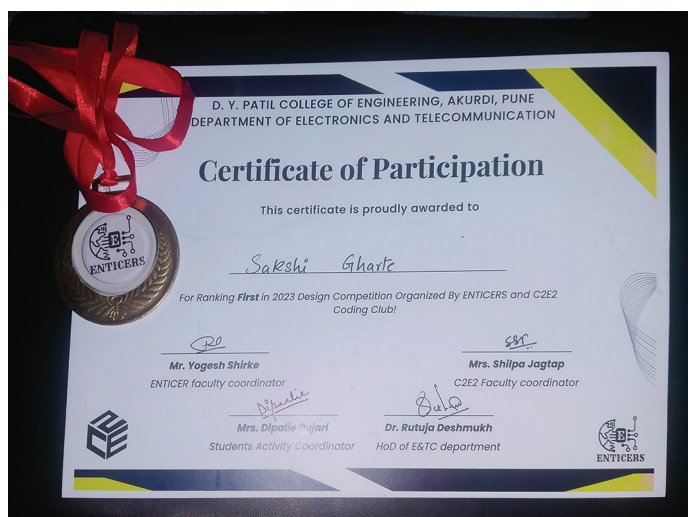 D. Y. PATIL COLLEGE OF ENGINEERING, AKURDI, PUNE
DEPARTMENT OF ELECTRONICS AND TELECOMMUNICATION
Certificate of Participation
This certificate is proudly awarded to
Sakshi
For Ranking First in 2023 Design Competition Organized By ENTICERS and C2E2
Coding Club!
Mr. Yogesh Shirke
ENTICER faculty coordinator
Mrs. Shilpa Jagtap
C2E2 Faculty coordinator
Dipaalie
Mrs. Dipalie Pujari
Students Activity Coordinator
Dr. Rutuja Deshmukh
HoD of E&TC department
ENTICERS
E
ENTICERS